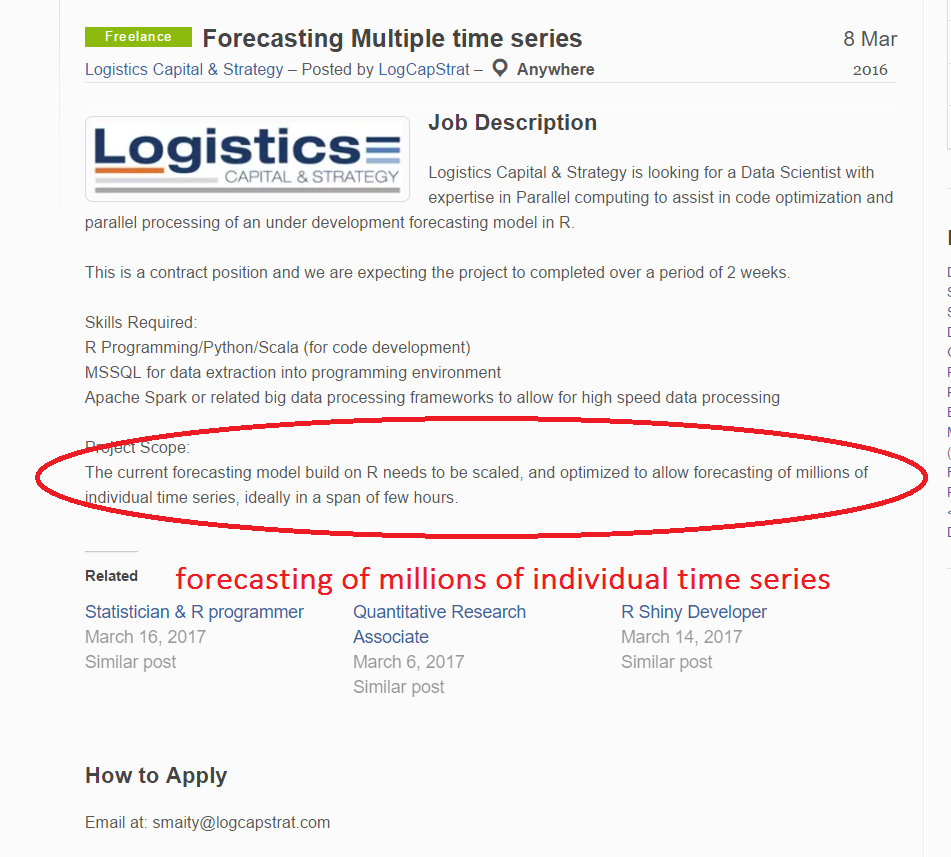 Freelance Forecasting Multiple time series 8 Mar
Logistics Capital & Strategy – Posted by LogCapStrat – Anywhere 2016
Logistics
CAPITAL & STRATEGY
Job Description
Logistics Capital & Strategy is looking for a Data Scientist with
expertise in Parallel computing to assist in code optimization and
parallel processing of an under development forecasting model in R.
This is a contract position and we are expecting the project to completed over a period of 2 weeks.
Skills Required:
R Programming/Python/Scala (for code development)
MSSQL for data extraction into programming environment
Apache Spark or related big data processing frameworks to allow for high speed data processing
Project Scope:
The current forecasting model build on R needs to be scaled, and optimized to allow forecasting of millions of
individual time series, ideally in a span of few hours.
Related
forecasting of millions of individual time series
Statistician & R programmer
March 16, 2017
Similar post
Quantitative Research
Associate
March 6, 2017
Similar post
R Shiny Developer
March 14, 2017
Similar post
How to Apply
Email at: smaity@logcapstrat.com